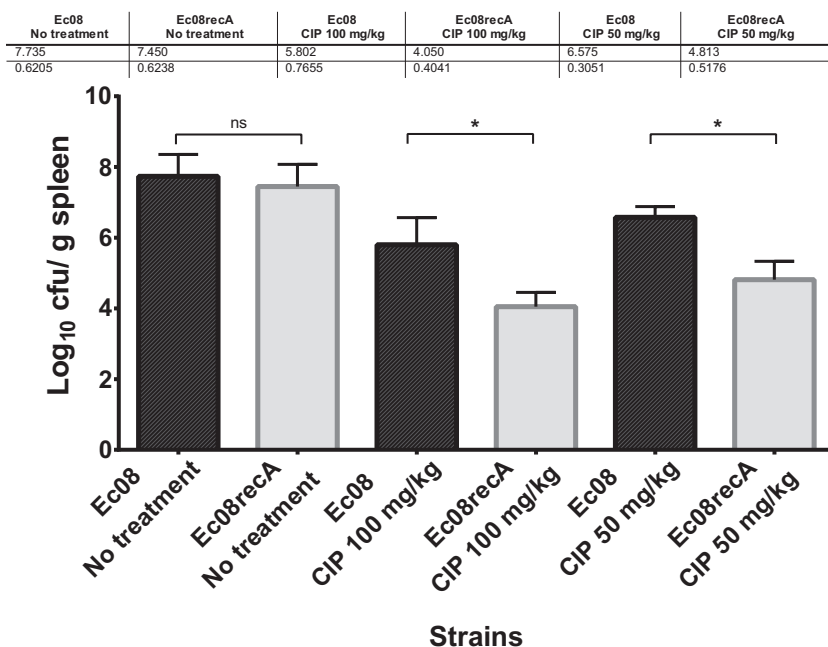 Ec08 Ec08recA Ec08 Ec08recA Ec08 Ec08recA
No treatment No treatment CIP 100 mg/kg CIP 100 mg/kg CIP 50 mg/kg CIP 50 mg/kg
7.735 7.450 5.802 4.050 6.575 4.813
0.6205 0.6238 0.7655 0.4041 0.3051 0.5176
Log10 cfu/ g spleen
10
8
6
4
2
0
ns
*
*
Ec08
No treatment
Ec08recA
No treatment
Ec08
CIP 100 mg/kg
Ec08recA
CIP 100 mg/kg
Ec08
CIP 50 mg/kg
Ec08recA
CIP 50 mg/kg
Strains